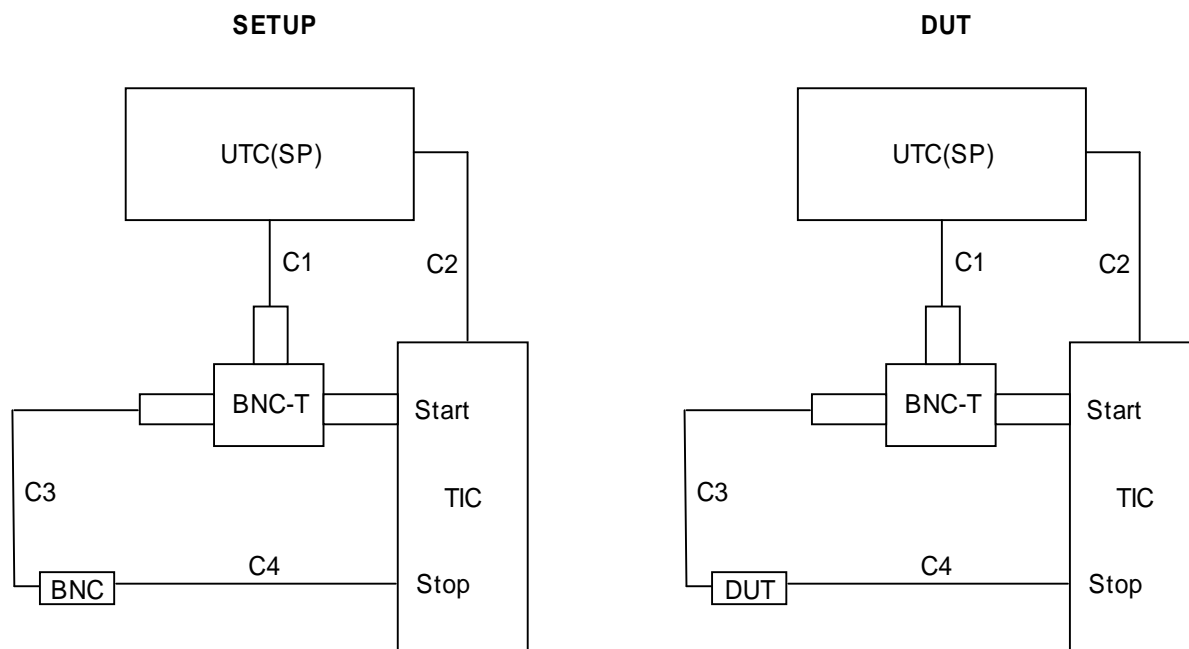 SETUP
DUT
UTC(SP)
UTC(SP)
C1
C2
C1
C2
BNC-T
Start
BNC-T
Start
C3
TIC
C3
TIC
BNC
C4
Stop
DUT
C4
Stop